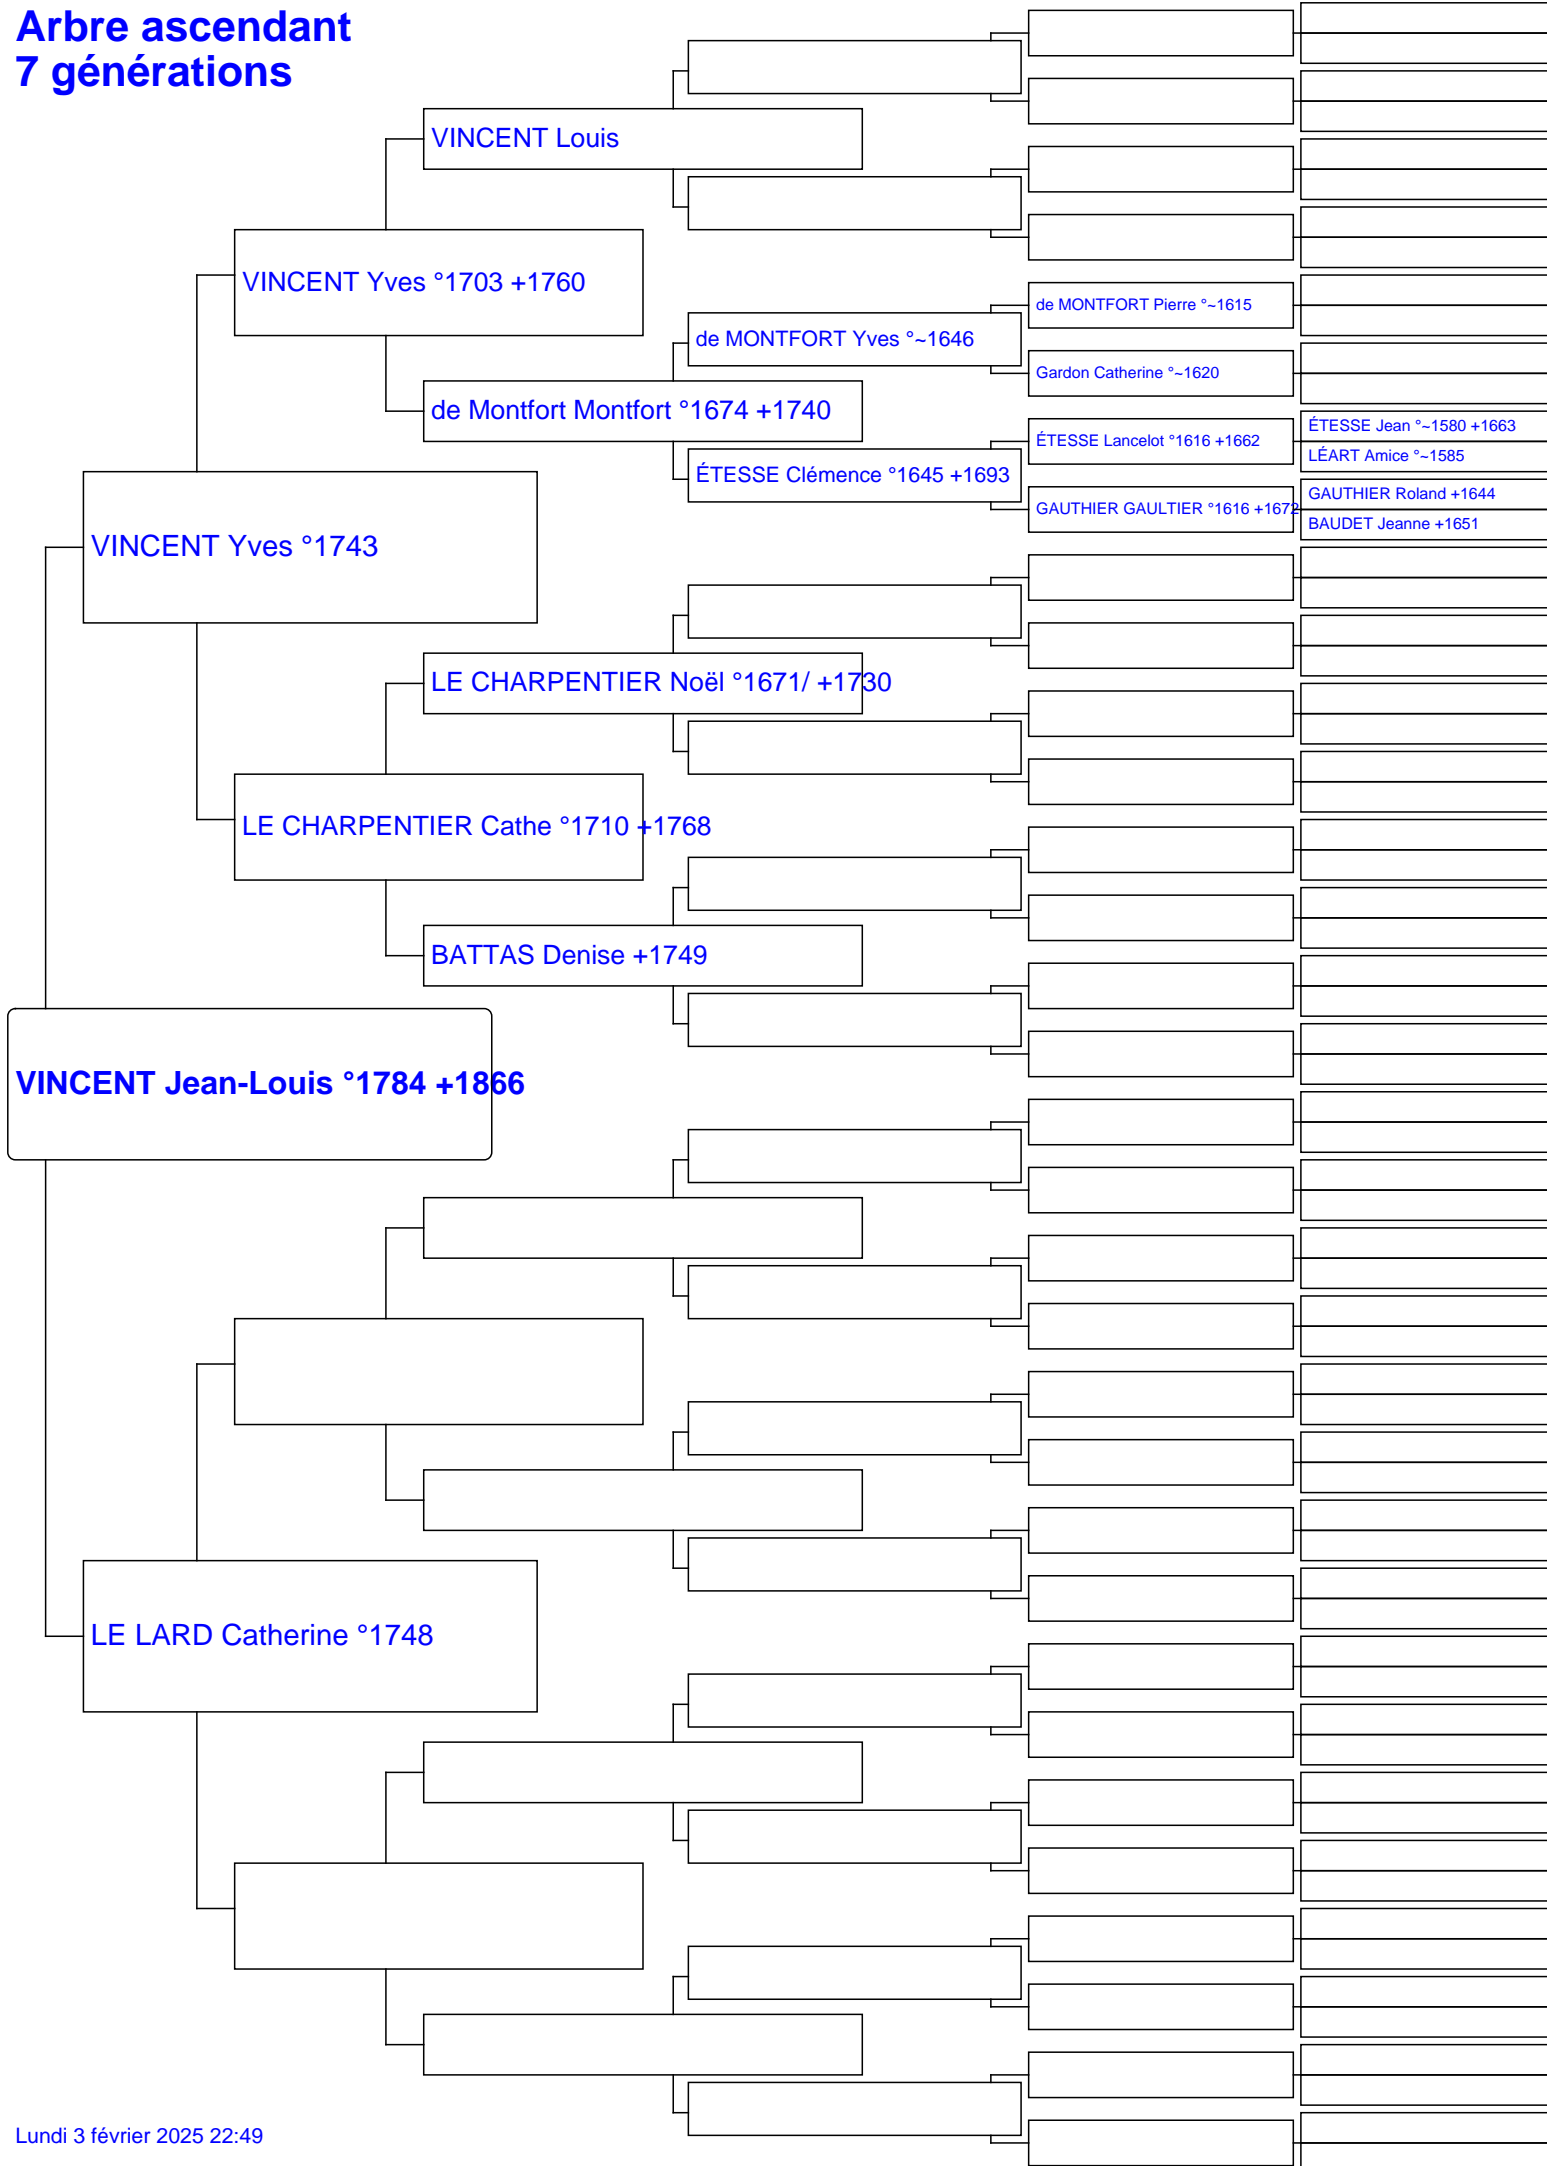 Arbre ascendant
7 générations
VINCENT Louis
VINCENT Yves °1703 +1760
de MONTFORT Pierre °~1615
de MONTFORT Yves °~1646
Gardon Catherine °~1620
de Montfort Montfort °1674 +1740
ÉTESSE Jean °~1580 +1663
ÉTESSE Lancelot °1616 +1662
LÉART Amice °~1585
ÉTESSE Clémence °1645 +1693
GAUTHIER Roland +1644
GAUTHIER GAULTIER °1616 +1672
BAUDET Jeanne +1651
VINCENT Yves °1743
LE CHARPENTIER Noël °1671/ +1730
LE CHARPENTIER Cathe °1710 +1768
BATTAS Denise +1749
VINCENT Jean-Louis °1784 +1866
LE LARD Catherine °1748
Lundi 3 février 2025 22:49